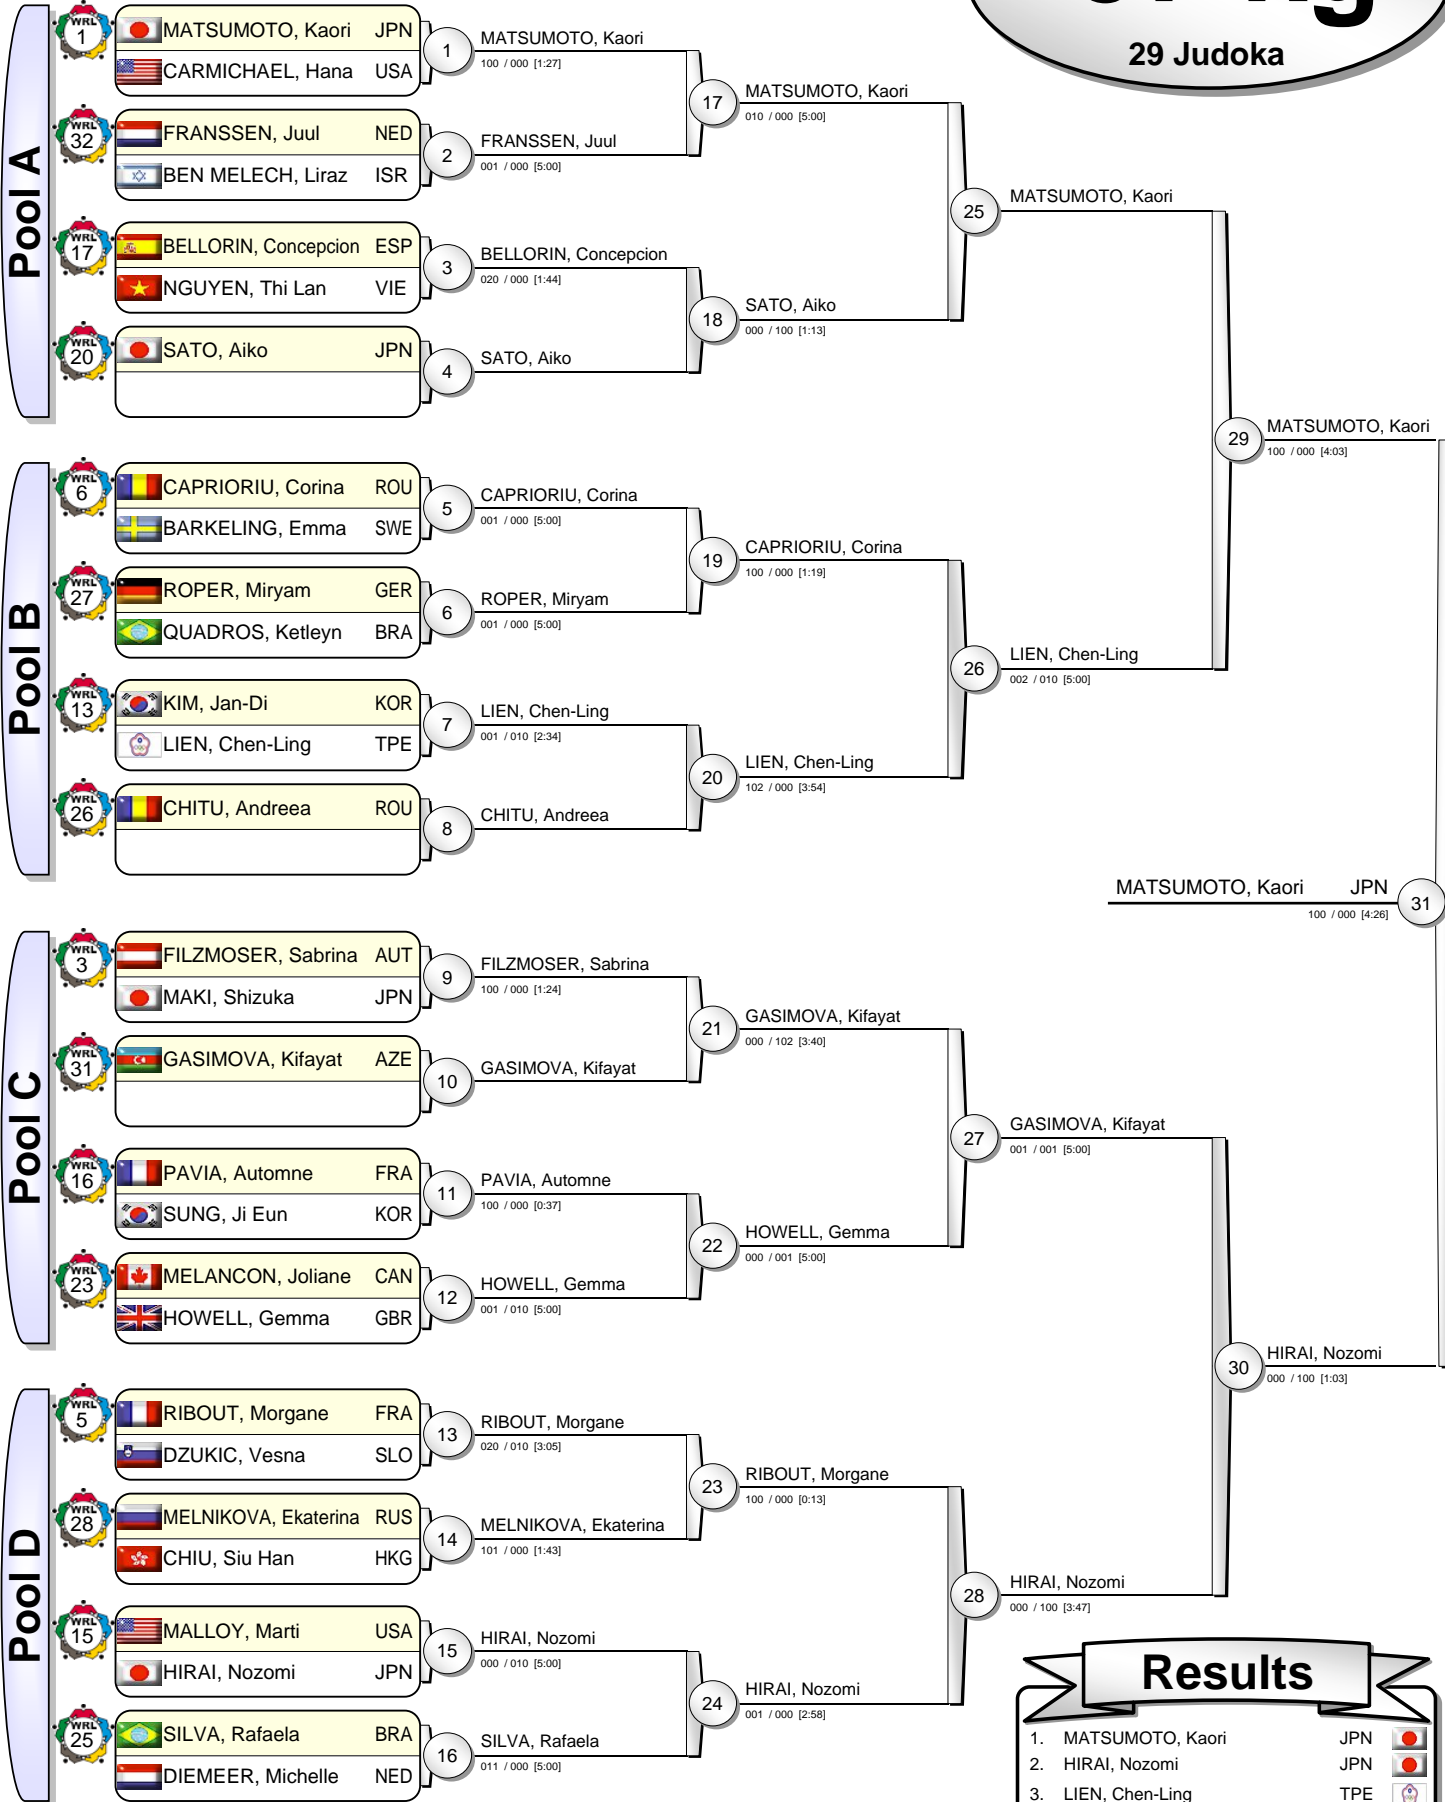 29 Judoka
Pool A
WRL 1
MATSUMOTO, Kaori JPN
CARMICHAEL, Hana USA
1
MATSUMOTO, Kaori
100 / 000 [1:27]
WRL 32
FRANSSEN, Juul NED
BEN MELECH, Liraz ISR
2
FRANSSEN, Juul
001 / 000 [5:00]
17
MATSUMOTO, Kaori
010 / 000 [5:00]
WRL 17
BELLORIN, Concepcion ESP
NGUYEN, Thi Lan VIE
3
BELLORIN, Concepcion
020 / 000 [1:44]
WRL 20
SATO, Aiko JPN
4
SATO, Aiko
18
SATO, Aiko
000 / 100 [1:13]
25
MATSUMOTO, Kaori
Pool B
WRL 6
CAPRIORIU, Corina ROU
BARKELING, Emma SWE
5
CAPRIORIU, Corina
001 / 000 [5:00]
WRL 27
ROPER, Miryam GER
QUADROS, Ketleyn BRA
6
ROPER, Miryam
001 / 000 [5:00]
19
CAPRIORIU, Corina
100 / 000 [1:19]
WRL 13
KIM, Jan-Di KOR
LIEN, Chen-Ling TPE
7
LIEN, Chen-Ling
001 / 010 [2:34]
WRL 26
CHITU, Andreea ROU
8
CHITU, Andreea
20
LIEN, Chen-Ling
102 / 000 [3:54]
26
LIEN, Chen-Ling
002 / 010 [5:00]
29
MATSUMOTO, Kaori
100 / 000 [4:03]
MATSUMOTO, Kaori JPN
100 / 000 [4:26]
31
Pool C
WRL 3
FILZMOSER, Sabrina AUT
MAKI, Shizuka JPN
9
FILZMOSER, Sabrina
100 / 000 [1:24]
WRL 31
GASIMOVA, Kifayat AZE
10
GASIMOVA, Kifayat
21
GASIMOVA, Kifayat
000 / 102 [3:40]
WRL 16
PAVIA, Automne FRA
SUNG, Ji Eun KOR
11
PAVIA, Automne
100 / 000 [0:37]
WRL 23
MELANCON, Joliane CAN
HOWELL, Gemma GBR
12
HOWELL, Gemma
001 / 010 [5:00]
22
HOWELL, Gemma
000 / 001 [5:00]
27
GASIMOVA, Kifayat
001 / 001 [5:00]
Pool D
WRL 5
RIBOUT, Morgane FRA
DZUKIC, Vesna SLO
13
RIBOUT, Morgane
020 / 010 [3:05]
WRL 28
MELNIKOVA, Ekaterina RUS
CHIU, Siu Han HKG
14
MELNIKOVA, Ekaterina
101 / 000 [1:43]
23
RIBOUT, Morgane
100 / 000 [0:13]
WRL 15
MALLOY, Marti USA
HIRAI, Nozomi JPN
15
HIRAI, Nozomi
000 / 010 [5:00]
WRL 25
SILVA, Rafaela BRA
DIEMEER, Michelle NED
16
SILVA, Rafaela
011 / 000 [5:00]
24
HIRAI, Nozomi
001 / 000 [2:58]
28
HIRAI, Nozomi
000 / 100 [3:47]
30
HIRAI, Nozomi
000 / 100 [1:03]
Results
1. MATSUMOTO, Kaori JPN
2. HIRAI, Nozomi JPN
3. LIEN, Chen-Ling TPE